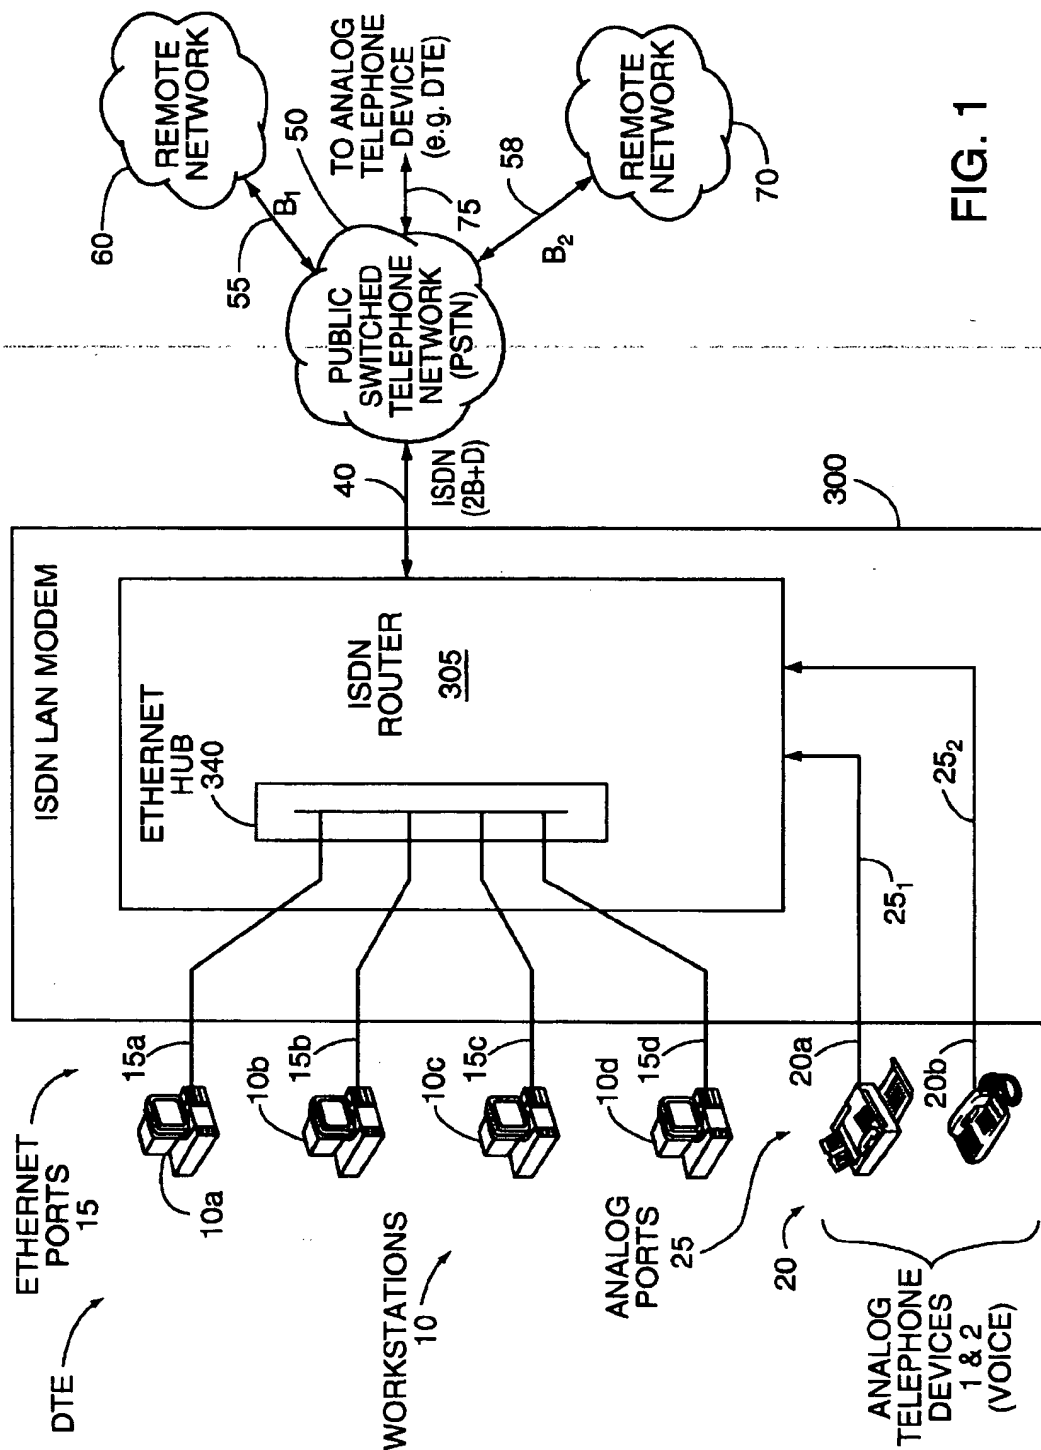 DTE
ETHERNET
PORTS
15
10a
15a
10b
15b
WORKSTATIONS
10
10c
15c
10d
15d
ANALOG
PORTS
25
20
20a
20b
ANALOG
TELEPHONE
DEVICES
1 & 2
(VOICE)
ISDN LAN MODEM
ETHERNET
HUB
340
ISDN
ROUTER
305
25₁
25₂
300
40
ISDN
(2B+D)
PUBLIC
SWITCHED
TELEPHONE
NETWORK
(PSTN)
50
55
B₁
60
REMOTE
NETWORK
TO ANALOG
TELEPHONE
DEVICE
(e.g. DTE)
75
58
B₂
REMOTE
NETWORK
70
FIG. 1